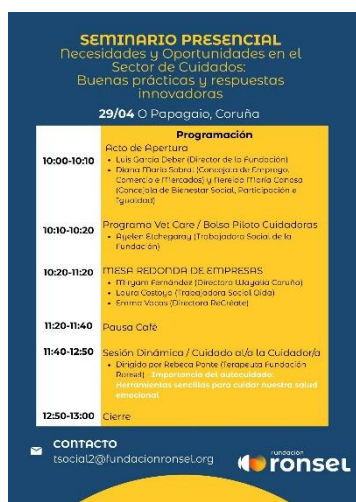 SEMINARIO PRESENCIAL
Necesidades y Oportunidades en el
Sector de Cuidados:
Buenas prácticas y respuestas
innovadoras
29/04 O Papagaio, Coruña
Programación
10:00-10:10 Acto de Apertura
• Luis García Deber (Director de la Fundación)
• Diana María Sobral (Concejala de Empleo,
Comercio e Mercados) y Nereida María Canosa
(Concejala de Bienestar Social, Participación e
Igualdad)
10:10-10:20 Programa Vet Care / Bolsa Piloto Cuidadoras
• Ayelen Etchegaray (Trabajadora Social de la
Fundación)
10:20-11:20 MESA REDONDA DE EMPRESAS
• Miryam Fernández (Directora Wayalia Coruña)
• Laura Costoya (Trabajadora Social Qida)
• Emma Vacas (Directora ReCréate)
11:20-11:40 Pausa Café
11:40-12:50 Sesión Dinámica / Cuidado al/a la Cuidador/a
• Dirigido por Rebeca Ponte (Terapeuta Fundación
Ronsel) . Importancia del autocuidado:
Herramientas sencillas para cuidar nuestra salud
emocional
12:50-13:00 Cierre
CONTACTO
tsocial2@fundacionronsel.org
fundación
ronsel